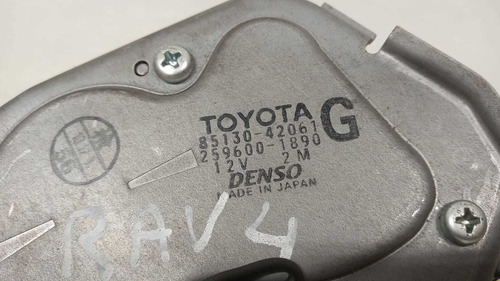 TOYOTA
85130-42061
G
259600-1890
12V 2M
DENSO
MADE IN JAPAN
RAV4